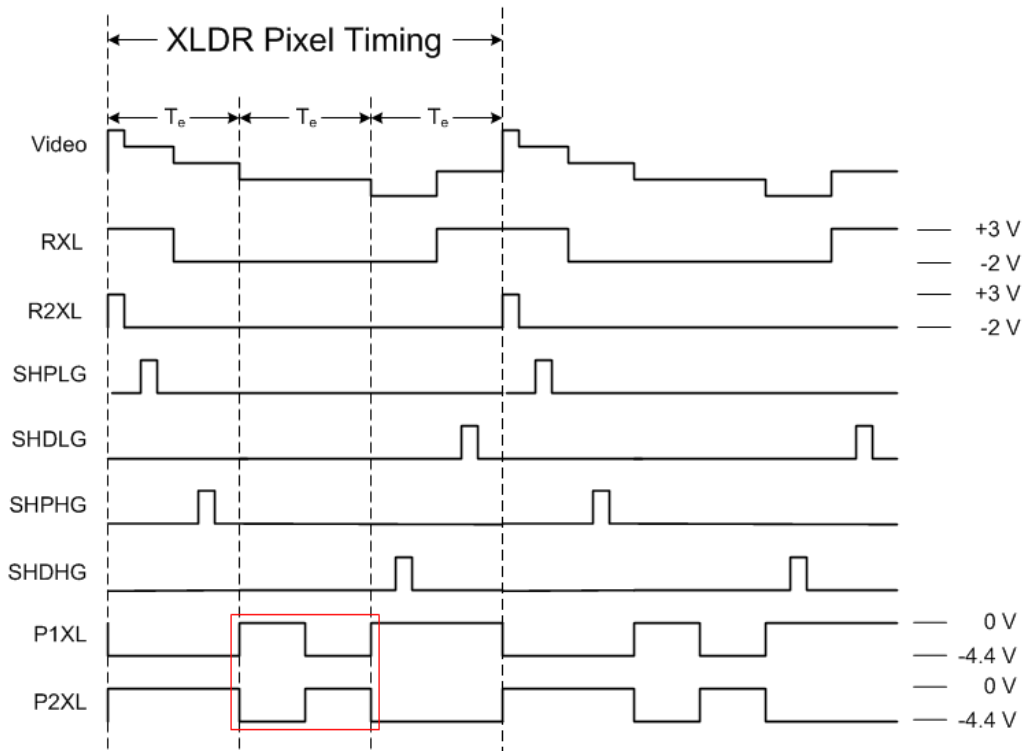 XLDR Pixel Timing
Te Te Te
Video
RXL +3 V
-2 V
R2XL +3 V
-2 V
SHPLG
SHDLG
SHPHG
SHDHG
P1XL 0 V
-4.4 V
P2XL 0 V
-4.4 V